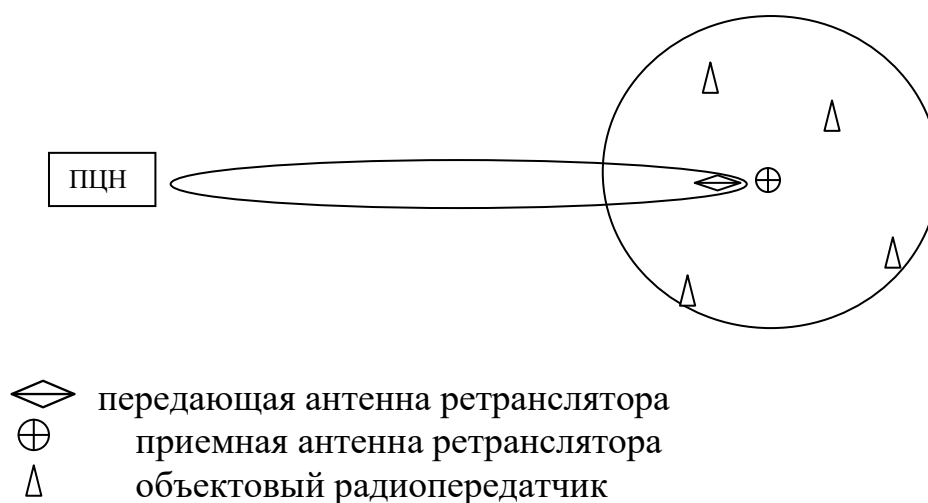 ПЦН
передающая антенна ретранслятора
приемная антенна ретранслятора
объектовый радиопередатчик